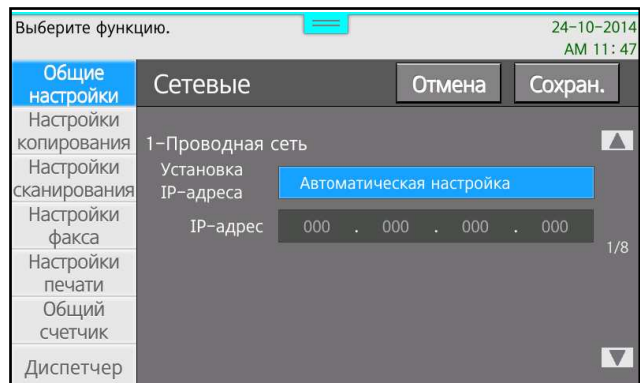 Выберите функцию.
24-10-2014
AM 11:47
Общие
настройки
Сетевые
Отмена
Сохран.
Настройки
копирования
Настройки
сканирования
Настройки
факса
Настройки
печати
Общий
счетчик
Диспетчер
1-Проводная сеть
Установка
IP-адреса
Автоматическая настройка
IP-адрес
000 . 000 . 000 . 000
1/8